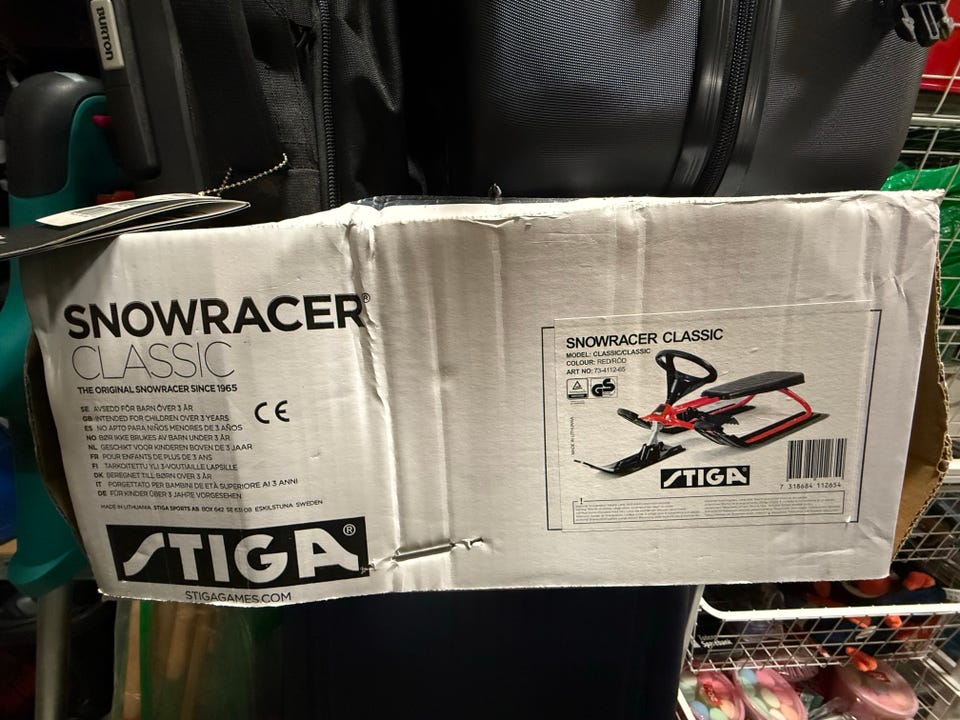 BURTON
SNOWRACER®
CLASSIC
THE ORIGINAL SNOWRACER SINCE 1965
SE AVSEDD FÖR BARN ÖVER 3 ÅR
GB INTENDED FOR CHILDREN OVER 3 YEARS
ES NO APTO PARA NIÑOS MENORES DE 3 AÑOS
NO BØR IKKE BRUKES AV BARN UNDER 3 ÅR
NL GESCHIKT VOOR KINDEREN BOVEN DE 3 JAAR
FR POUR ENFANTS DE PLUS DE 3 ANS
FI TARKOITETTU YLI 3-VUOTIAILLE LAPSILLE
DK BEREGNET TIL BØRN OVER 3 ÅR
IT PORGETTATO PER BAMBINI DE ETÀ SUPERIORE AI 3 ANNI
DE FÜR KINDER ÜBER 3 JAHRE VORGESEHEN
CE
MADE IN LITHUANIA STIGA SPORTS AB BOX 642 SE 631 08 ESKILSTUNA SWEDEN
STIGA®
STIGAGAMES.COM
SNOWRACER CLASSIC
MODEL: CLASSIC/CLASSIC
COLOUR: RED/RÖD
ART NO: 73-4112-65
GS
MADE IN LITHUANIA
STIGA®
7 318684 112654